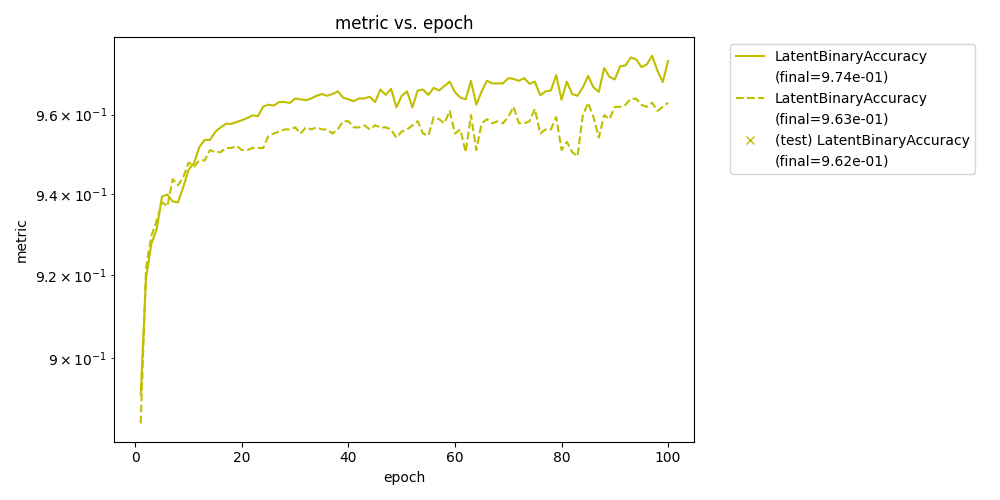 metric vs. epoch
metric
9.6 × 10⁻¹
9.4 × 10⁻¹
9.2 × 10⁻¹
9 × 10⁻¹
0 20 40 60 80 100
epoch
LatentBinaryAccuracy
(final=9.74e-01)
LatentBinaryAccuracy
(final=9.63e-01)
(test) LatentBinaryAccuracy
(final=9.62e-01)